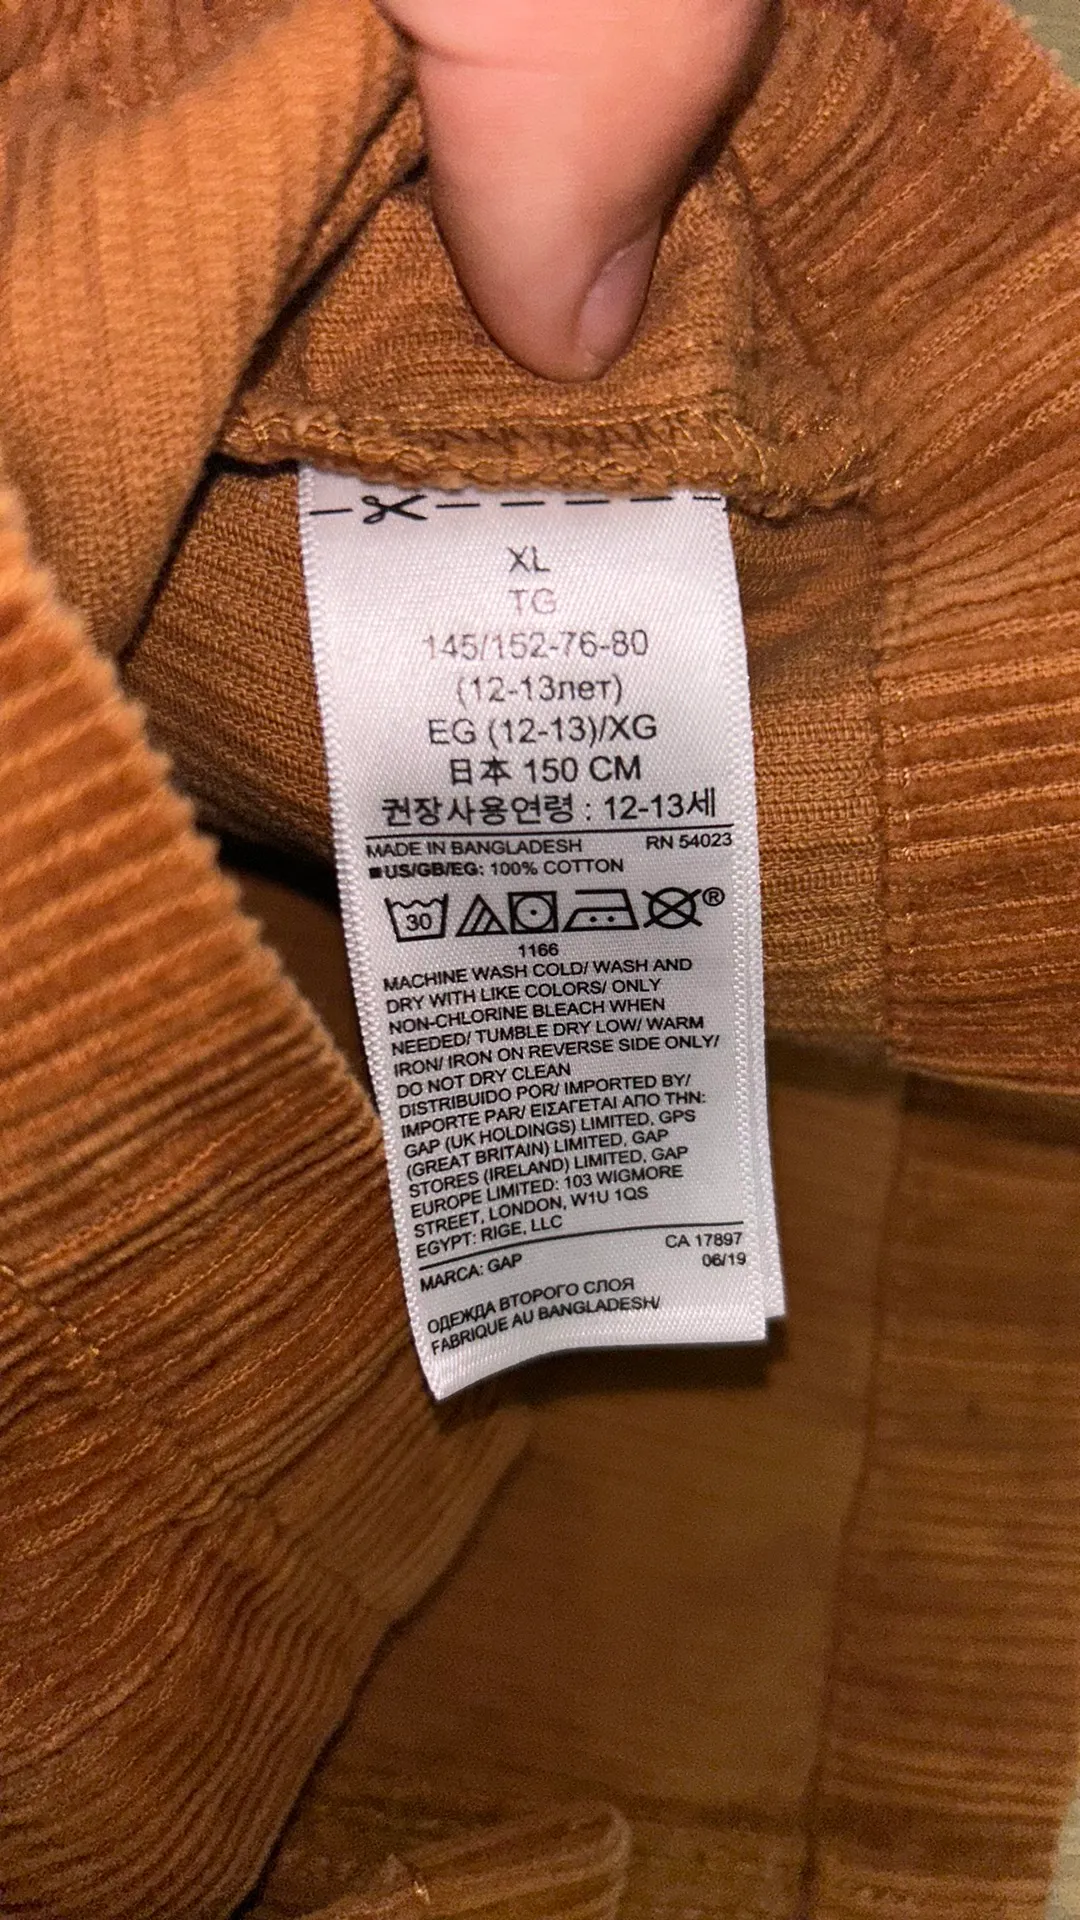 XL
TG
145/152-76-80
(12-13лет)
EG (12-13)/XG
日本 150 CM
권장사용연령 : 12-13세
MADE IN BANGLADESH RN 54023
■US/GB/EG: 100% COTTON
30 ®
1166
MACHINE WASH COLD/ WASH AND
DRY WITH LIKE COLORS/ ONLY
NON-CHLORINE BLEACH WHEN
NEEDED/ TUMBLE DRY LOW/ WARM
IRON/ IRON ON REVERSE SIDE ONLY/
DO NOT DRY CLEAN
DISTRIBUIDO POR/ IMPORTED BY/
IMPORTE PAR/ ΕΙΣΑΓΕΤΑΙ ΑΠΟ ΤΗΝ:
GAP (UK HOLDINGS) LIMITED, GPS
(GREAT BRITAIN) LIMITED, GAP
STORES (IRELAND) LIMITED, GAP
EUROPE LIMITED: 103 WIGMORE
STREET, LONDON, W1U 1QS
EGYPT: RIGE, LLC
MARCA: GAP CA 17897
06/19
ОДЕЖДА ВТОРОГО СЛОЯ
FABRIQUE AU BANGLADESH/